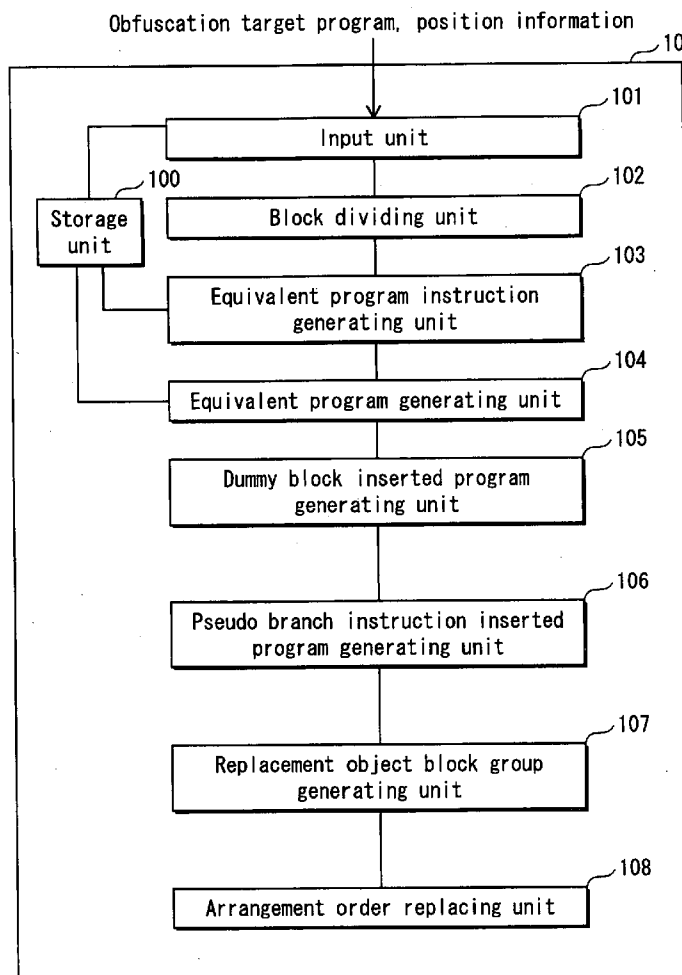 Obfuscation target program, position information
10
101
Input unit
100
Storage
unit
102
Block dividing unit
103
Equivalent program instruction
generating unit
104
Equivalent program generating unit
105
Dummy block inserted program
generating unit
106
Pseudo branch instruction inserted
program generating unit
107
Replacement object block group
generating unit
108
Arrangement order replacing unit